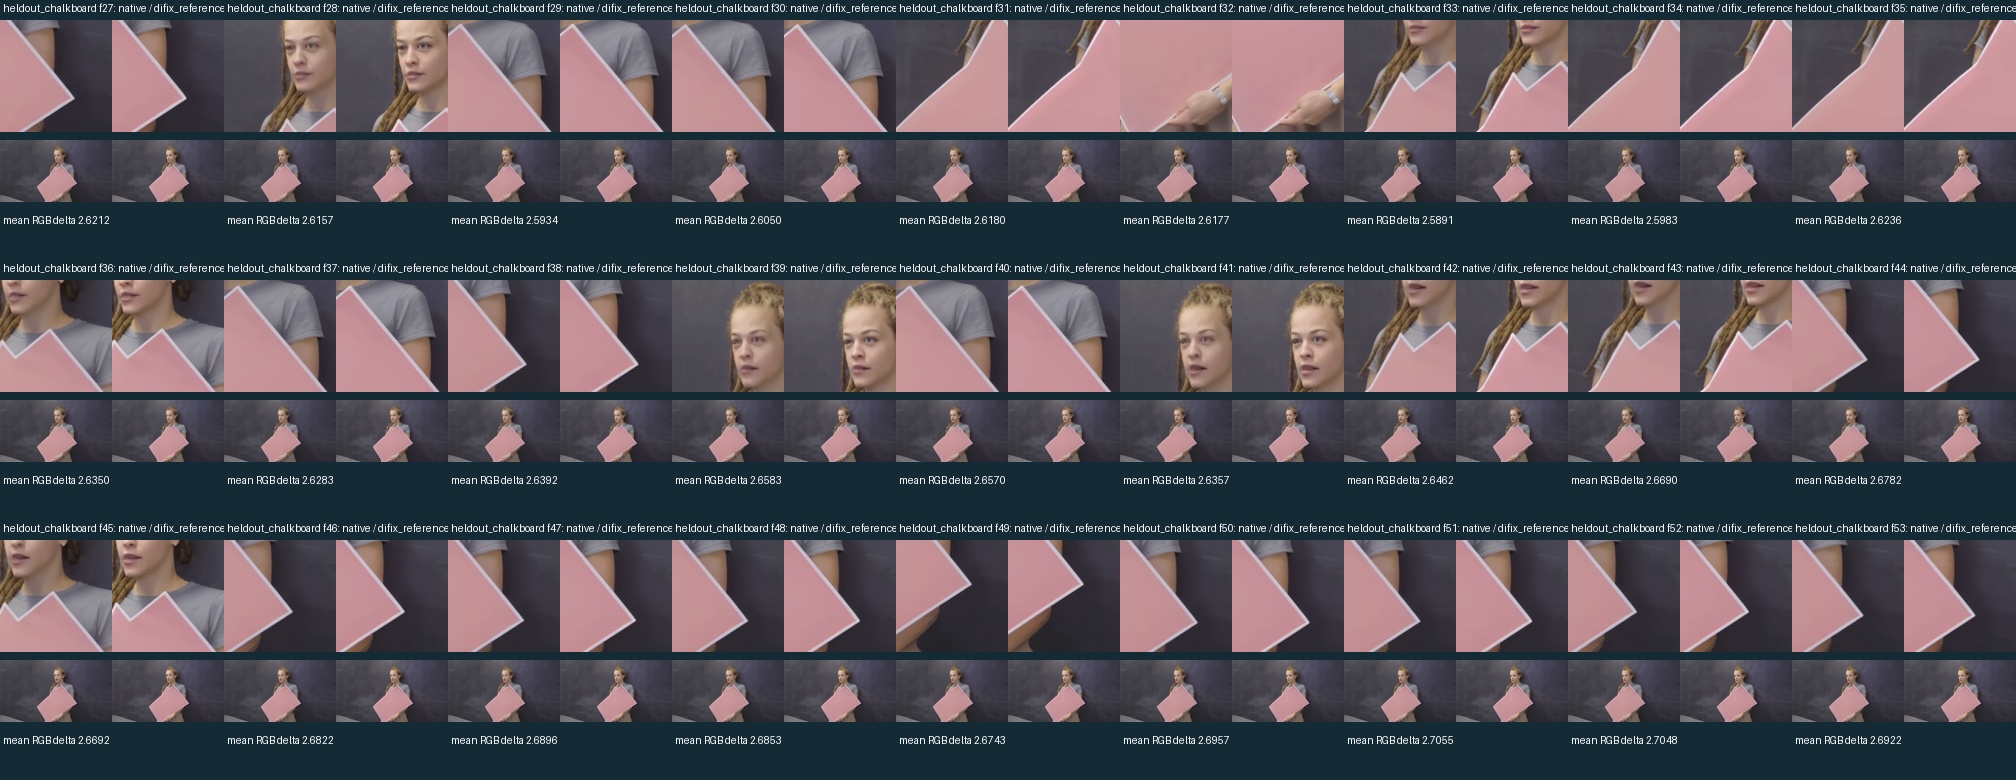 heldout_chalkboard f27: native / difix_reference heldout_chalkboard f28: native / difix_reference heldout_chalkboard f29: native / difix_reference heldout_chalkboard f30: native / difix_reference heldout_chalkboard f31: native / difix_reference heldout_chalkboard f32: native / difix_reference heldout_chalkboard f33: native / difix_reference heldout_chalkboard f34: native / difix_reference heldout_chalkboard f35: native / difix_reference
mean RGB delta 2.6212 mean RGB delta 2.6157 mean RGB delta 2.5934 mean RGB delta 2.6050 mean RGB delta 2.6180 mean RGB delta 2.6177 mean RGB delta 2.5891 mean RGB delta 2.5983 mean RGB delta 2.6236
heldout_chalkboard f36: native / difix_reference heldout_chalkboard f37: native / difix_reference heldout_chalkboard f38: native / difix_reference heldout_chalkboard f39: native / difix_reference heldout_chalkboard f40: native / difix_reference heldout_chalkboard f41: native / difix_reference heldout_chalkboard f42: native / difix_reference heldout_chalkboard f43: native / difix_reference heldout_chalkboard f44: native / difix_reference
mean RGB delta 2.6350 mean RGB delta 2.6283 mean RGB delta 2.6392 mean RGB delta 2.6583 mean RGB delta 2.6570 mean RGB delta 2.6357 mean RGB delta 2.6462 mean RGB delta 2.6690 mean RGB delta 2.6782
heldout_chalkboard f45: native / difix_reference heldout_chalkboard f46: native / difix_reference heldout_chalkboard f47: native / difix_reference heldout_chalkboard f48: native / difix_reference heldout_chalkboard f49: native / difix_reference heldout_chalkboard f50: native / difix_reference heldout_chalkboard f51: native / difix_reference heldout_chalkboard f52: native / difix_reference heldout_chalkboard f53: native / difix_reference
mean RGB delta 2.6692 mean RGB delta 2.6822 mean RGB delta 2.6896 mean RGB delta 2.6853 mean RGB delta 2.6743 mean RGB delta 2.6957 mean RGB delta 2.7055 mean RGB delta 2.7048 mean RGB delta 2.6922